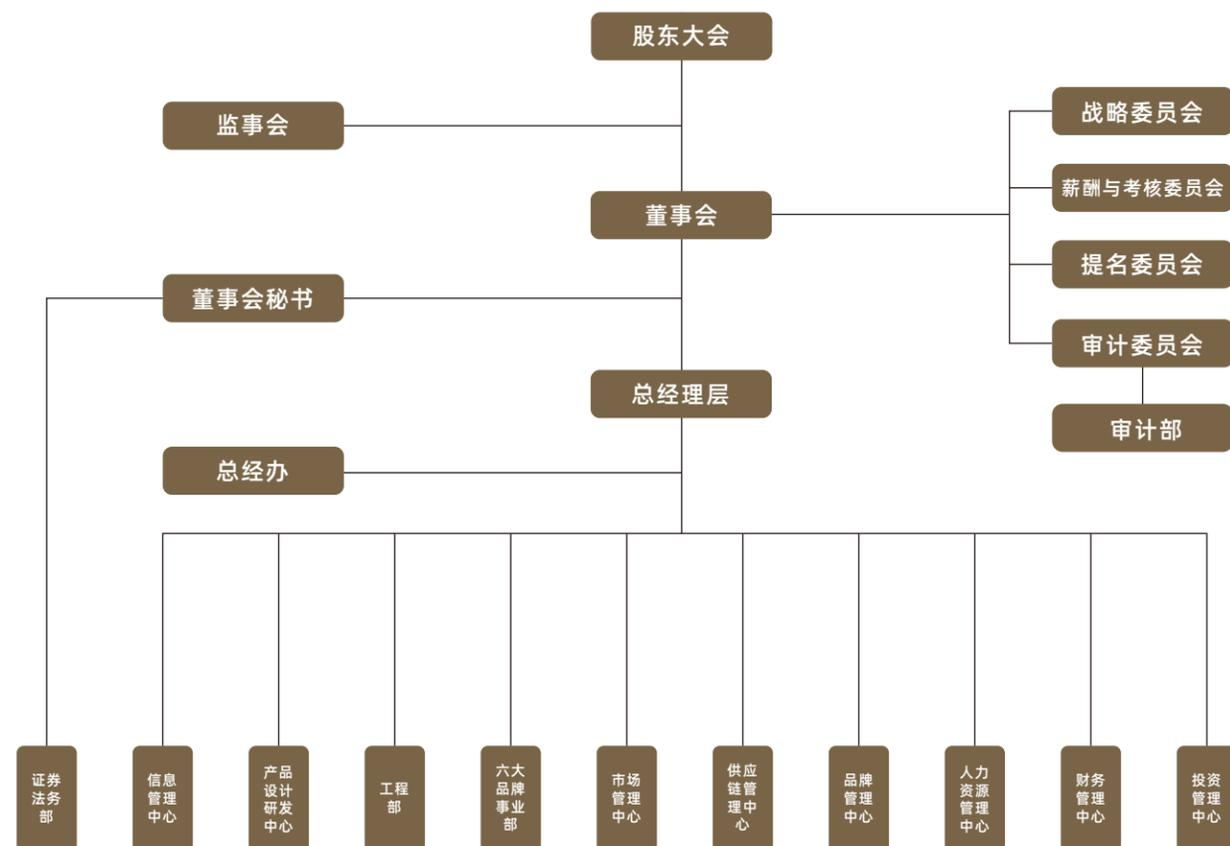 股东大会
监事会
战略委员会
薪酬与考核委员会
董事会
提名委员会
董事会秘书
审计委员会
总经理层
审计部
总经办
证券
法务
部
信息
管理
中心
产品
设计
研发
中心
工程
部
六大
品牌
事业
部
市场
管理
中心
供应
链管
理中
心
品牌
管理
中心
人力
资源
管理
中心
财务
管理
中心
投资
管理
中心